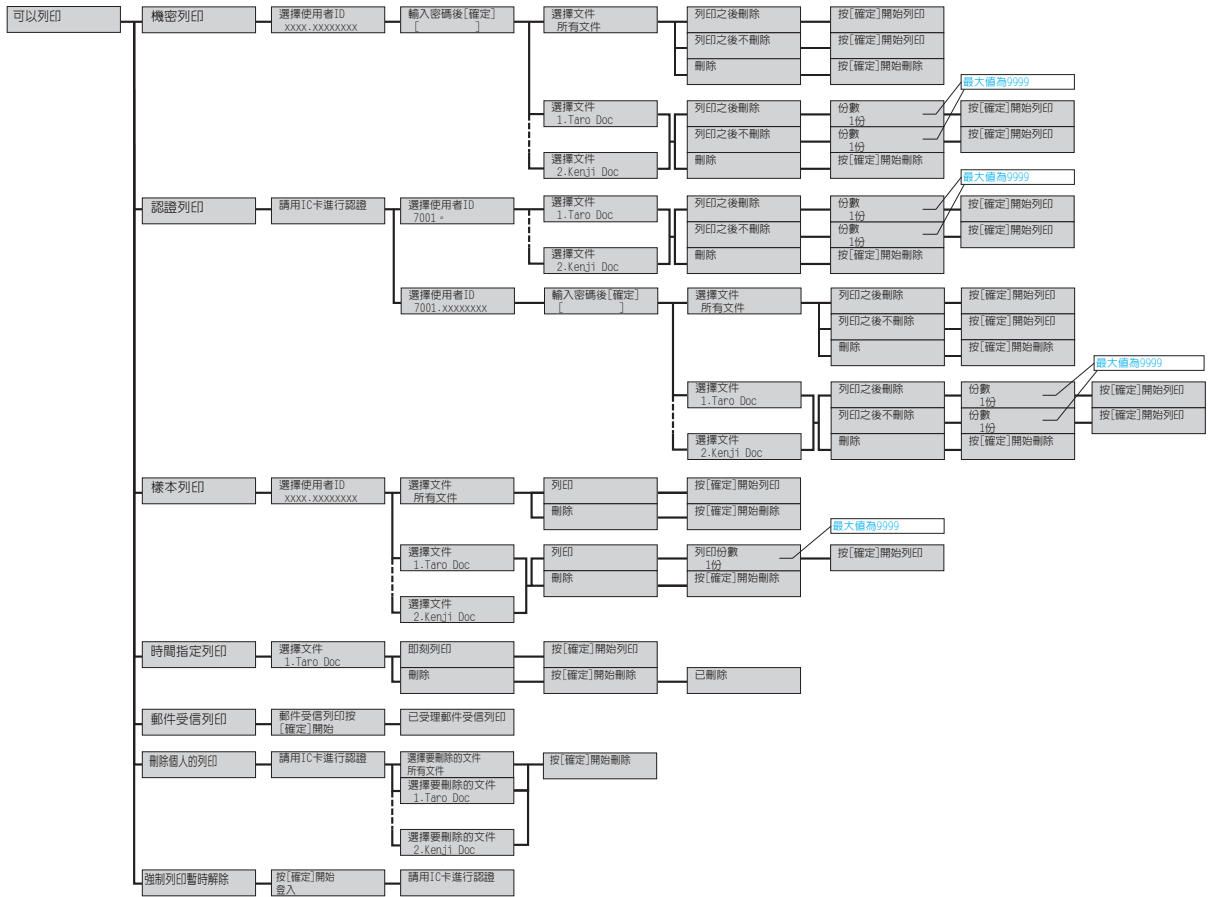 可以列印
機密列印
選擇使用者ID
xxxx.xxxxxxxx
輸入密碼後[確定]
[ ]
選擇文件
所有文件
列印之後刪除
按[確定]開始列印
列印之後不刪除
按[確定]開始列印
刪除
按[確定]開始刪除
最大值為9999
選擇文件
1.Taro Doc
列印之後刪除
份數
1份
按[確定]開始列印
列印之後不刪除
份數
1份
按[確定]開始列印
選擇文件
2.Kenji Doc
刪除
按[確定]開始刪除
最大值為9999
認證列印
請用IC卡進行認證
選擇使用者ID
7001。
選擇文件
1.Taro Doc
列印之後刪除
份數
1份
按[確定]開始列印
列印之後不刪除
份數
1份
按[確定]開始列印
選擇文件
2.Kenji Doc
刪除
按[確定]開始刪除
選擇使用者ID
7001.xxxxxxxx
輸入密碼後[確定]
[ ]
選擇文件
所有文件
列印之後刪除
按[確定]開始列印
列印之後不刪除
按[確定]開始列印
刪除
按[確定]開始刪除
最大值為9999
選擇文件
1.Taro Doc
列印之後刪除
份數
1份
按[確定]開始列印
列印之後不刪除
份數
1份
按[確定]開始列印
選擇文件
2.Kenji Doc
刪除
按[確定]開始刪除
樣本列印
選擇使用者ID
xxxx.xxxxxxxx
選擇文件
所有文件
列印
按[確定]開始列印
刪除
按[確定]開始刪除
最大值為9999
選擇文件
1.Taro Doc
列印
列印份數
1份
按[確定]開始列印
刪除
按[確定]開始刪除
選擇文件
2.Kenji Doc
時間指定列印
選擇文件
1.Taro Doc
即刻列印
按[確定]開始列印
刪除
按[確定]開始刪除
已刪除
郵件受信列印
郵件受信列印按
[確定]開始
已受理郵件受信列印
刪除個人的列印
請用IC卡進行認證
選擇要刪除的文件
所有文件
按[確定]開始刪除
選擇要刪除的文件
1.Taro Doc
選擇要刪除的文件
2.Kenji Doc
強制列印暫時解除
按[確定]開始
登入
請用IC卡進行認證